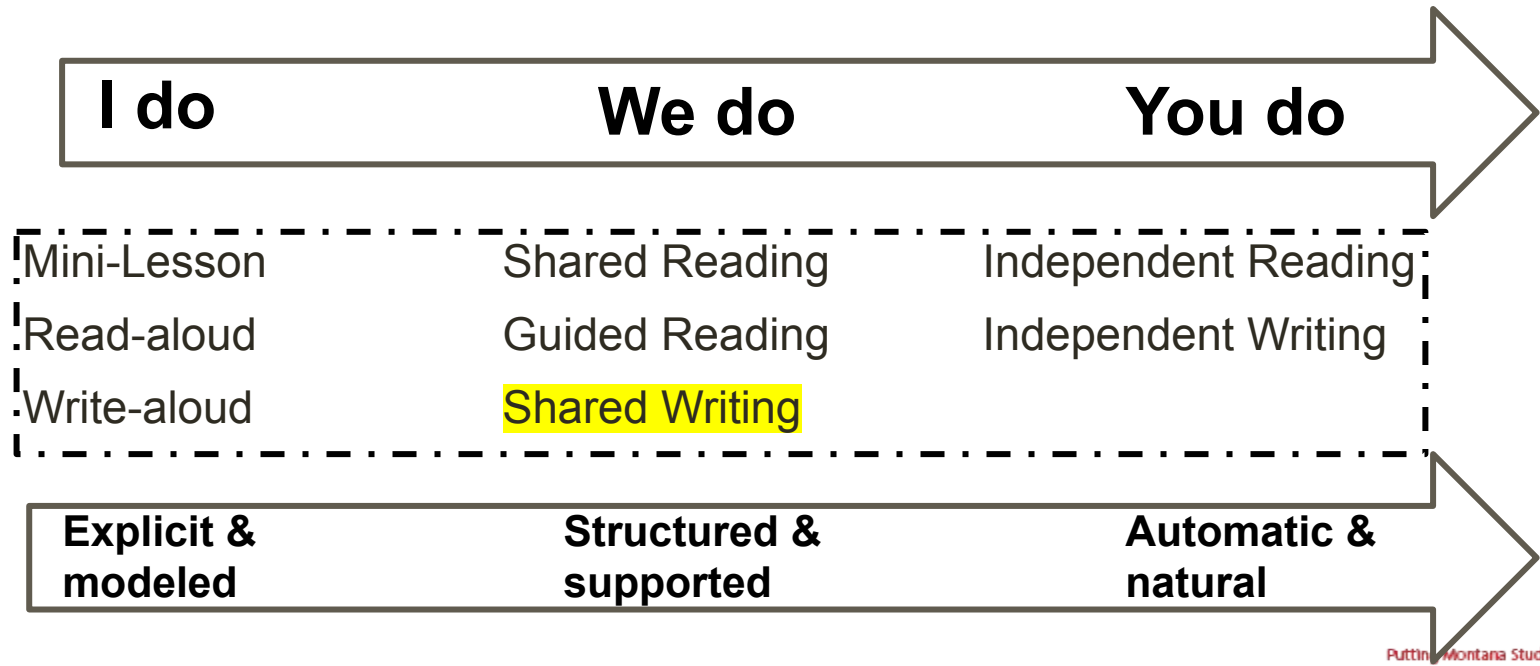 I do We do You do
Mini-Lesson Shared Reading Independent Reading
Read-aloud Guided Reading Independent Writing
Write-aloud Shared Writing
Explicit & Structured & Automatic &
modeled supported natural
Montana